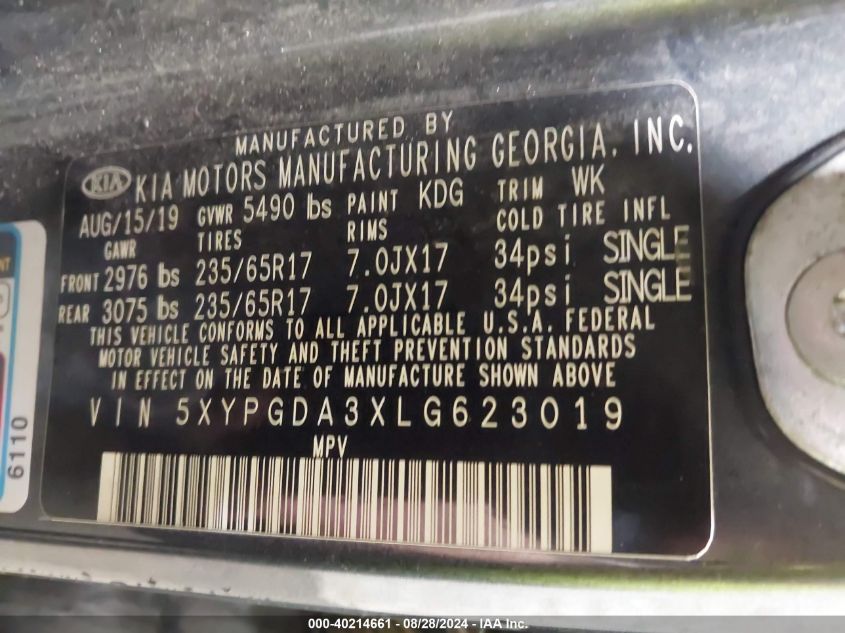 MANUFACTURED BY
KIA KIA MOTORS MANUFACTURING GEORGIA, INC.
AUG/15/19 GVWR 5490 lbs PAINT KDG TRIM WK
GAWR TIRES RIMS COLD TIRE INFL
FRONT 2976 lbs 235/65R17 7.0JX17 34psi SINGLE
REAR 3075 lbs 235/65R17 7.0JX17 34psi SINGLE
THIS VEHICLE CONFORMS TO ALL APPLICABLE U.S.A. FEDERAL
MOTOR VEHICLE SAFETY AND THEFT PREVENTION STANDARDS
IN EFFECT ON THE DATE OF MANUFACTURE SHOWN ABOVE
VIN 5XYPGDA3XLG623019
MPV
6110
000-40214661 - 08/28/2024 - IAA Inc.